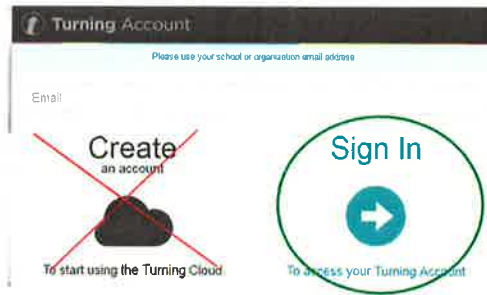 Turning Account
Please use your school or organization email address
Email
Create
an account
To start using the Turning Cloud
Sign In
To access your Turning Account